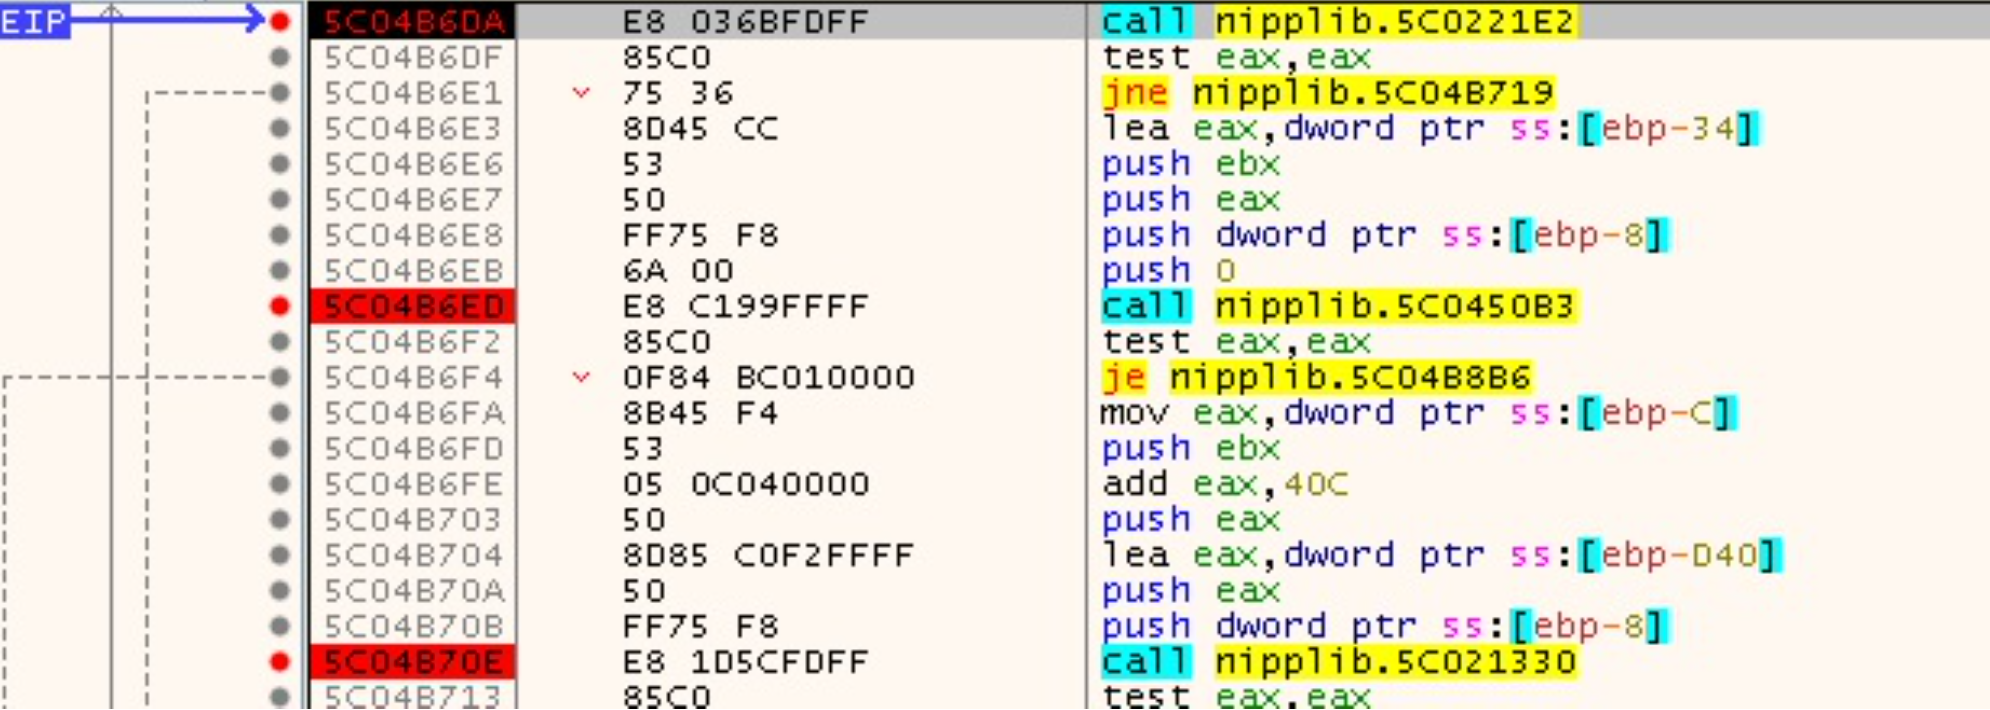 EIP 5C04B6DA E8 036BFDFF call nipplib.5C0221E2
5C04B6DF 85C0 test eax,eax
5C04B6E1 75 36 jne nipplib.5C04B719
5C04B6E3 8D45 CC lea eax,dword ptr ss:[ebp-34]
5C04B6E6 53 push ebx
5C04B6E7 50 push eax
5C04B6E8 FF75 F8 push dword ptr ss:[ebp-8]
5C04B6EB 6A 00 push 0
5C04B6ED E8 C199FFFF call nipplib.5C0450B3
5C04B6F2 85C0 test eax,eax
5C04B6F4 0F84 BC010000 je nipplib.5C04B8B6
5C04B6FA 8B45 F4 mov eax,dword ptr ss:[ebp-C]
5C04B6FD 53 push ebx
5C04B6FE 05 0C040000 add eax,40C
5C04B703 50 push eax
5C04B704 8D85 C0F2FFFF lea eax,dword ptr ss:[ebp-D40]
5C04B70A 50 push eax
5C04B70B FF75 F8 push dword ptr ss:[ebp-8]
5C04B70E E8 1D5CFDFF call nipplib.5C021330
5C04B713 85C0 test eax,eax